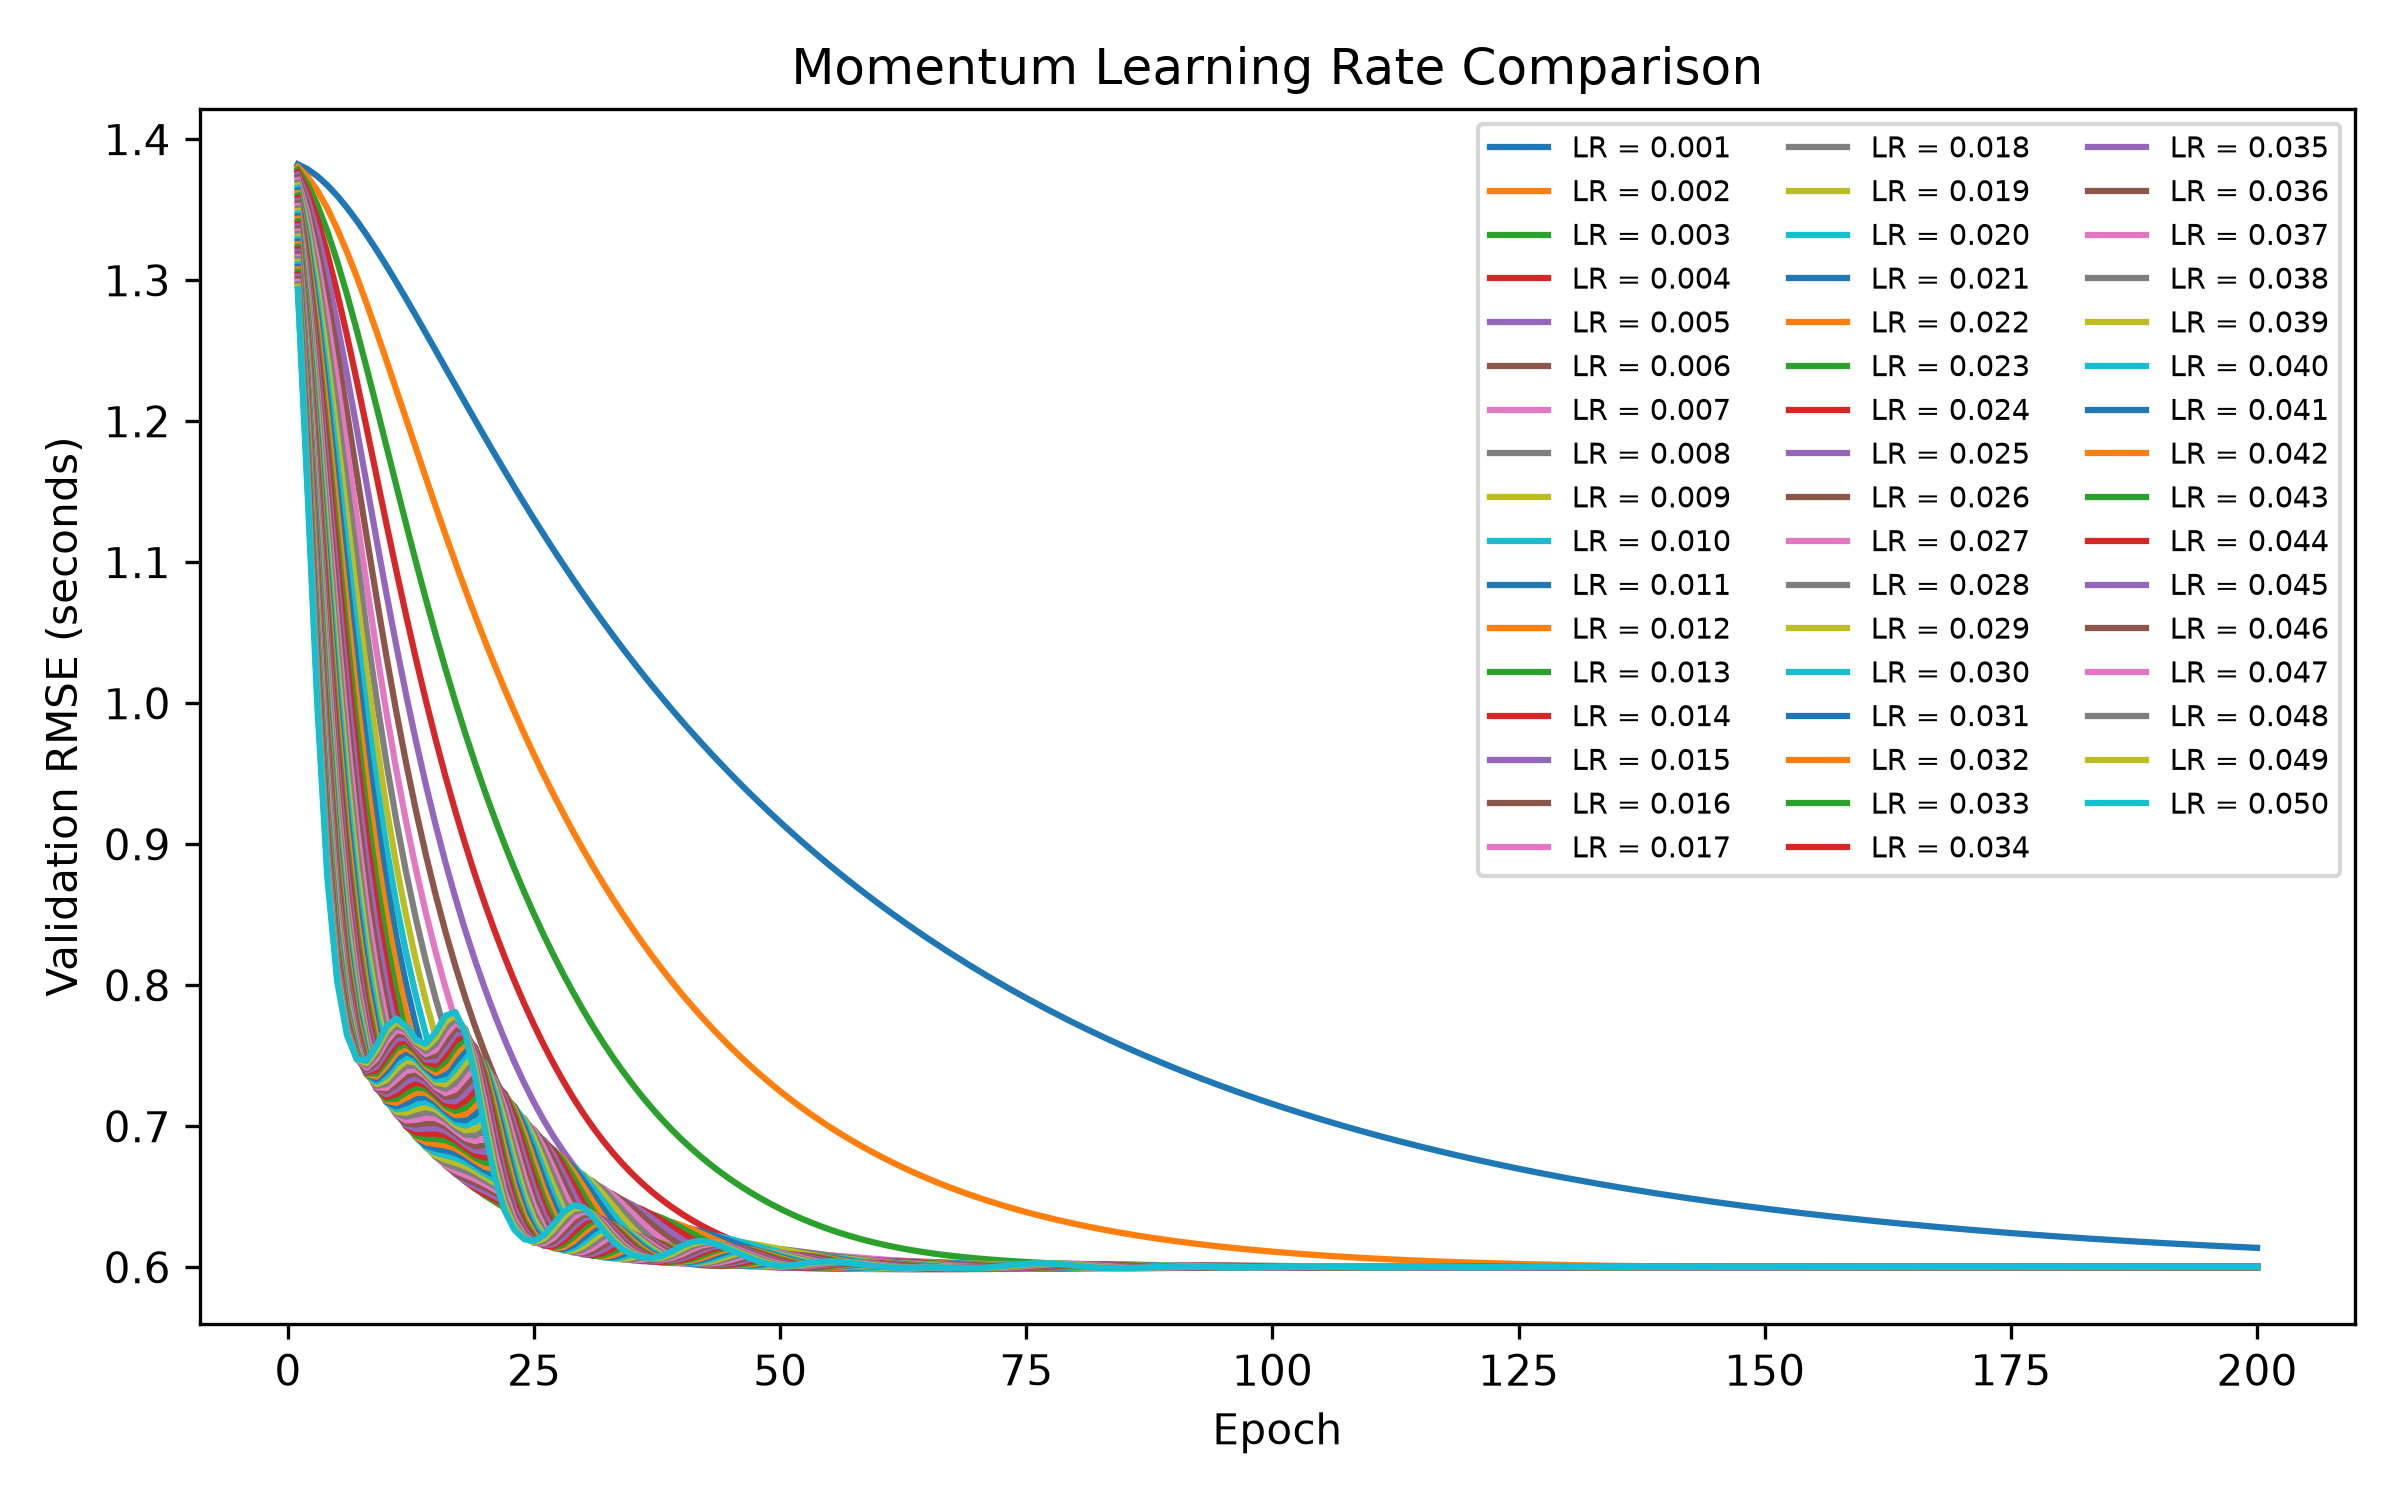 Momentum Learning Rate Comparison
Validation RMSE (seconds)
1.4
1.3
1.2
1.1
1.0
0.9
0.8
0.7
0.6
LR = 0.001
LR = 0.002
LR = 0.003
LR = 0.004
LR = 0.005
LR = 0.006
LR = 0.007
LR = 0.008
LR = 0.009
LR = 0.010
LR = 0.011
LR = 0.012
LR = 0.013
LR = 0.014
LR = 0.015
LR = 0.016
LR = 0.017
LR = 0.018
LR = 0.019
LR = 0.020
LR = 0.021
LR = 0.022
LR = 0.023
LR = 0.024
LR = 0.025
LR = 0.026
LR = 0.027
LR = 0.028
LR = 0.029
LR = 0.030
LR = 0.031
LR = 0.032
LR = 0.033
LR = 0.034
LR = 0.035
LR = 0.036
LR = 0.037
LR = 0.038
LR = 0.039
LR = 0.040
LR = 0.041
LR = 0.042
LR = 0.043
LR = 0.044
LR = 0.045
LR = 0.046
LR = 0.047
LR = 0.048
LR = 0.049
LR = 0.050
0 25 50 75 100 125 150 175 200
Epoch